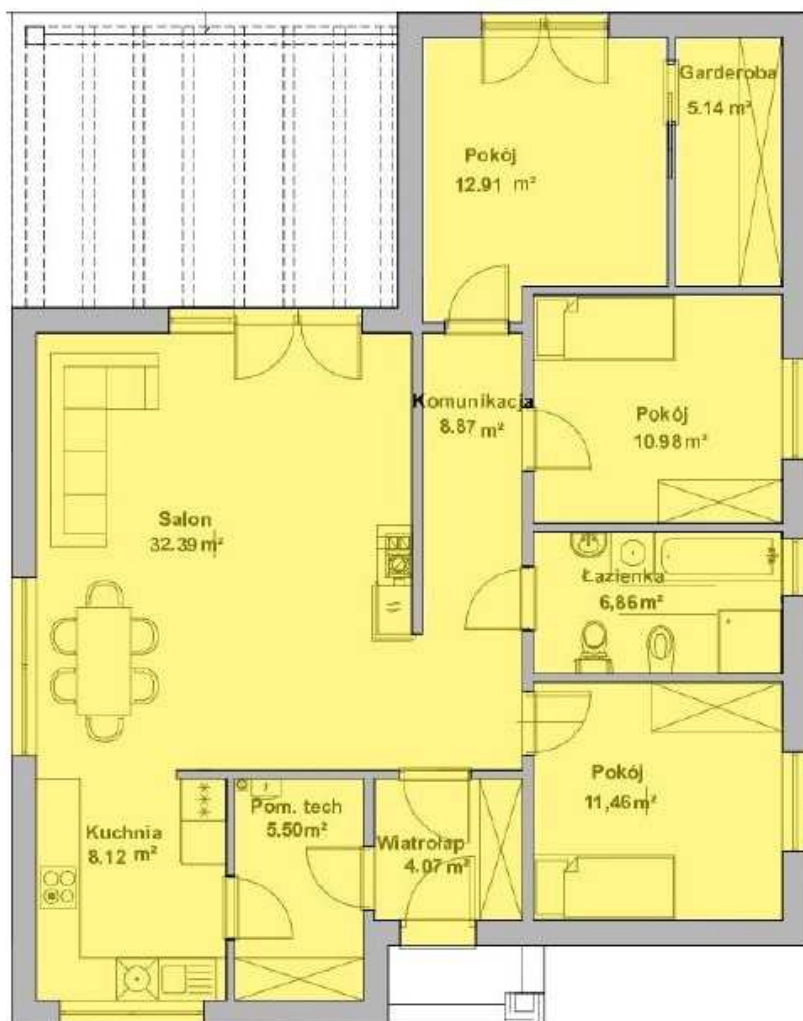 Garderoba
5.14 m²
Pokój
12.91 m²
Komunikacja
8.87 m²
Pokój
10.98 m²
Salon
32.39 m²
Łazienka
6,86 m²
Pokój
11,46 m²
Kuchnia
8.12 m²
Pom. tech
5.50 m²
Wiatrołap
4.07 m²